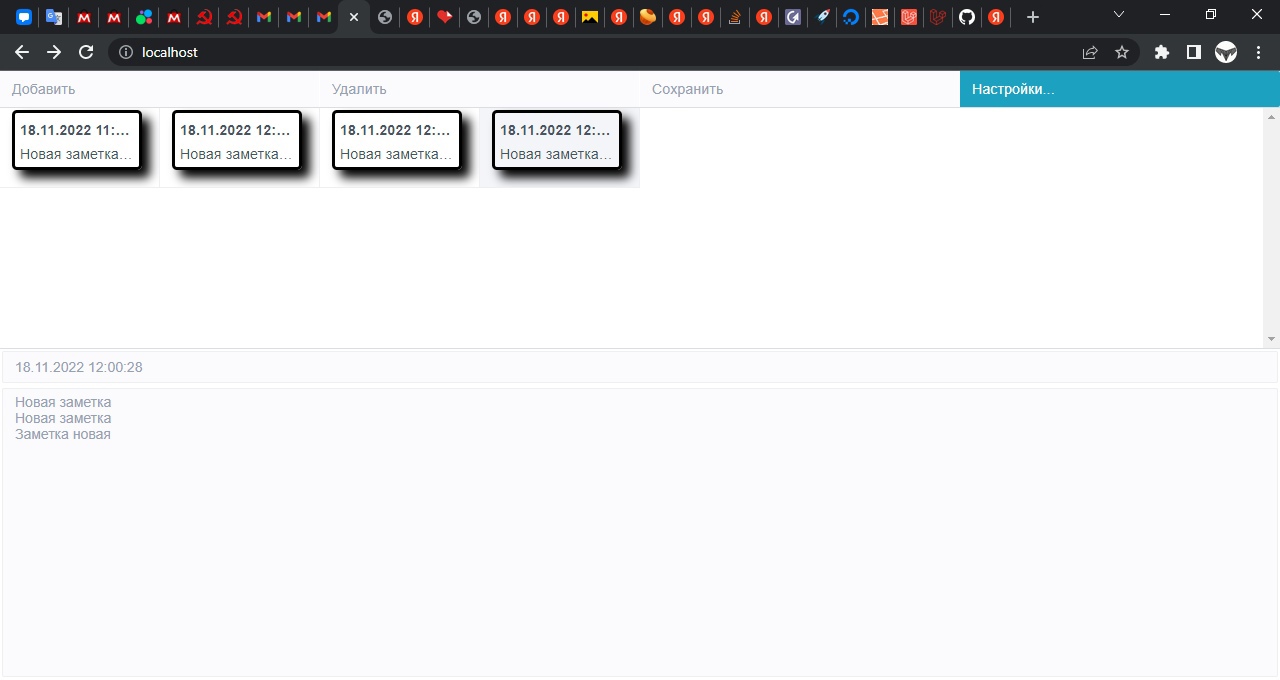 localhost
Добавить
Удалить
Сохранить
Настройки...
18.11.2022 11:...
Новая заметка...
18.11.2022 12:...
Новая заметка...
18.11.2022 12:...
Новая заметка...
18.11.2022 12:...
Новая заметка...
18.11.2022 12:00:28
Новая заметка
Новая заметка
Заметка новая